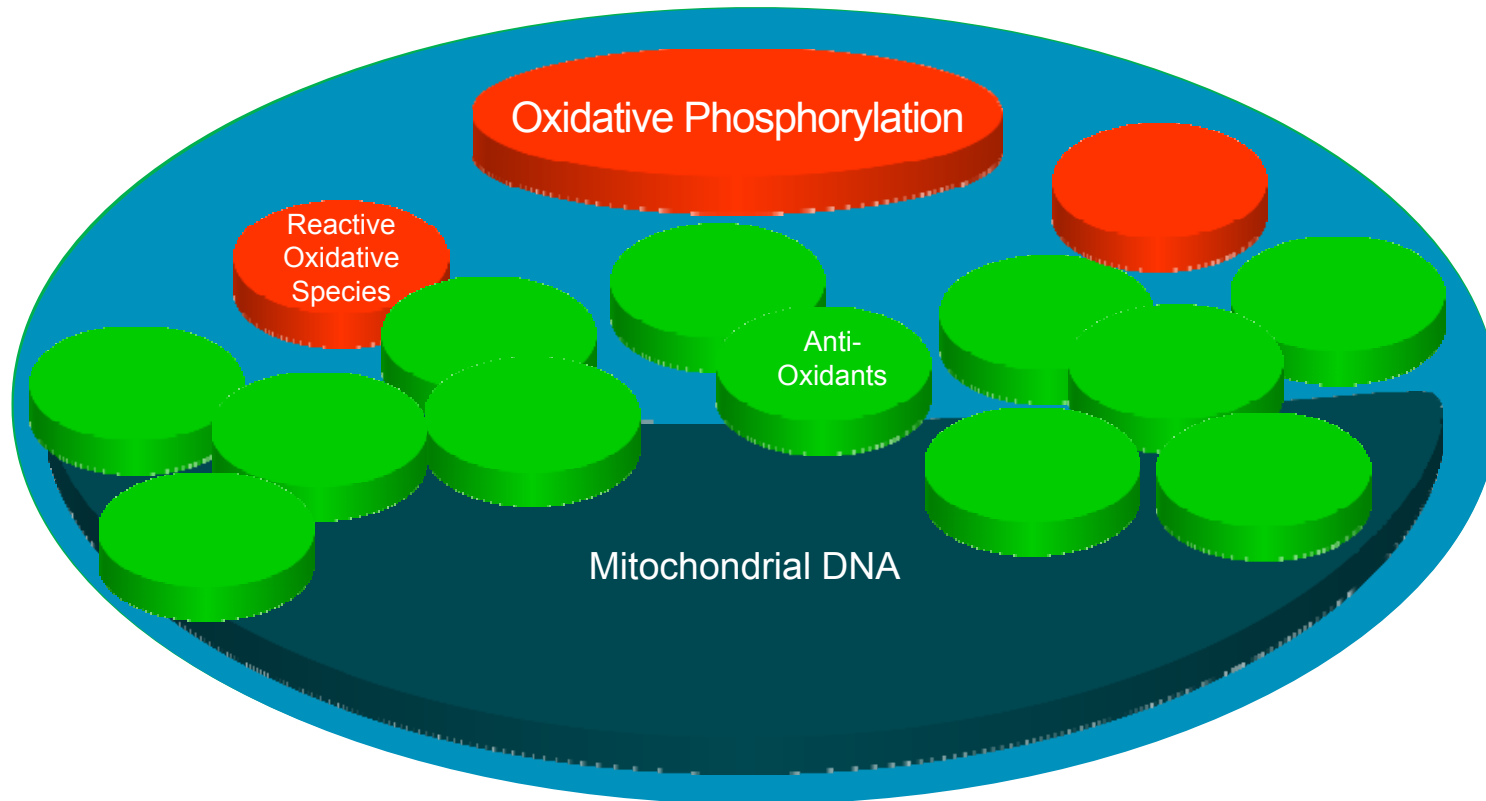 Oxidative Phosphorylation
Reactive
Oxidative
Species
Anti-
Oxidants
Mitochondrial DNA